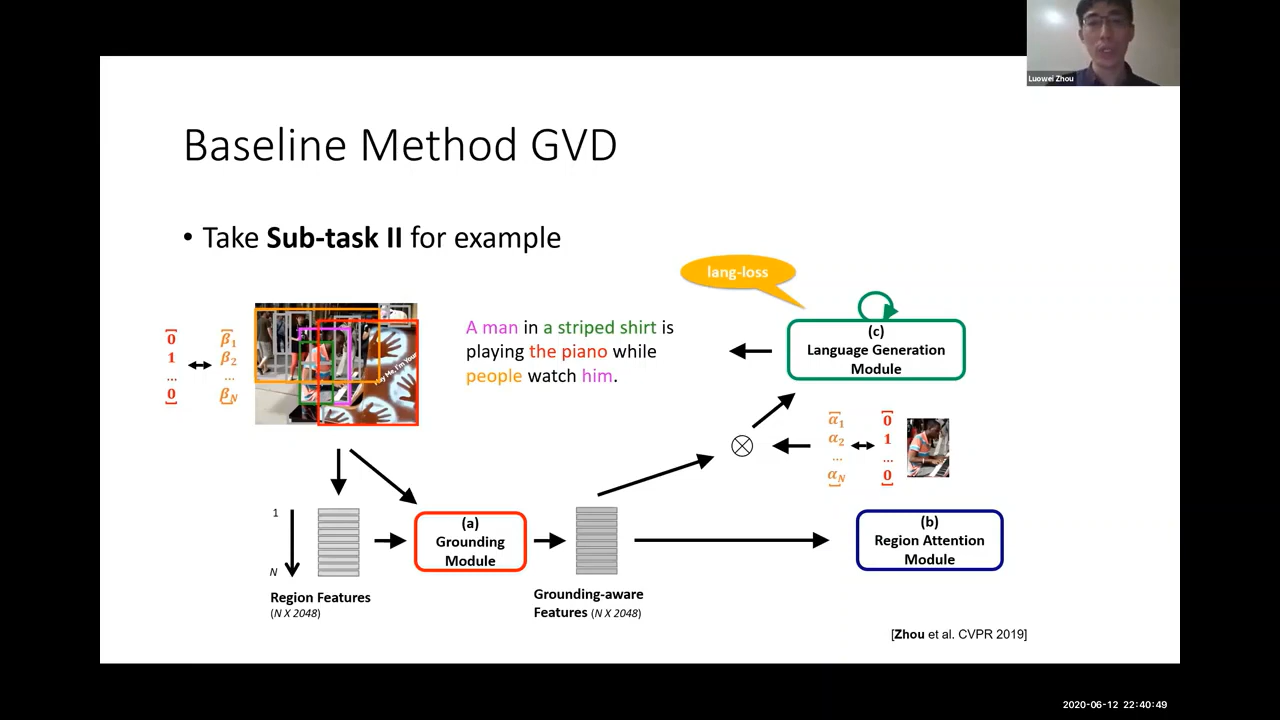 Luowei Zhou
Baseline Method GVD
• Take Sub-task II for example
lang-loss
0
1
...
0
β1
β2
...
βN
A man in a striped shirt is
playing the piano while
people watch him.
(c)
Language Generation
Module
α1
α2
...
αN
0
1
...
0
1
N
Region Features
(N X 2048)
(a)
Grounding
Module
Grounding-aware
Features (N X 2048)
(b)
Region Attention
Module
[Zhou et al. CVPR 2019]
2020-06-12 22:40:49